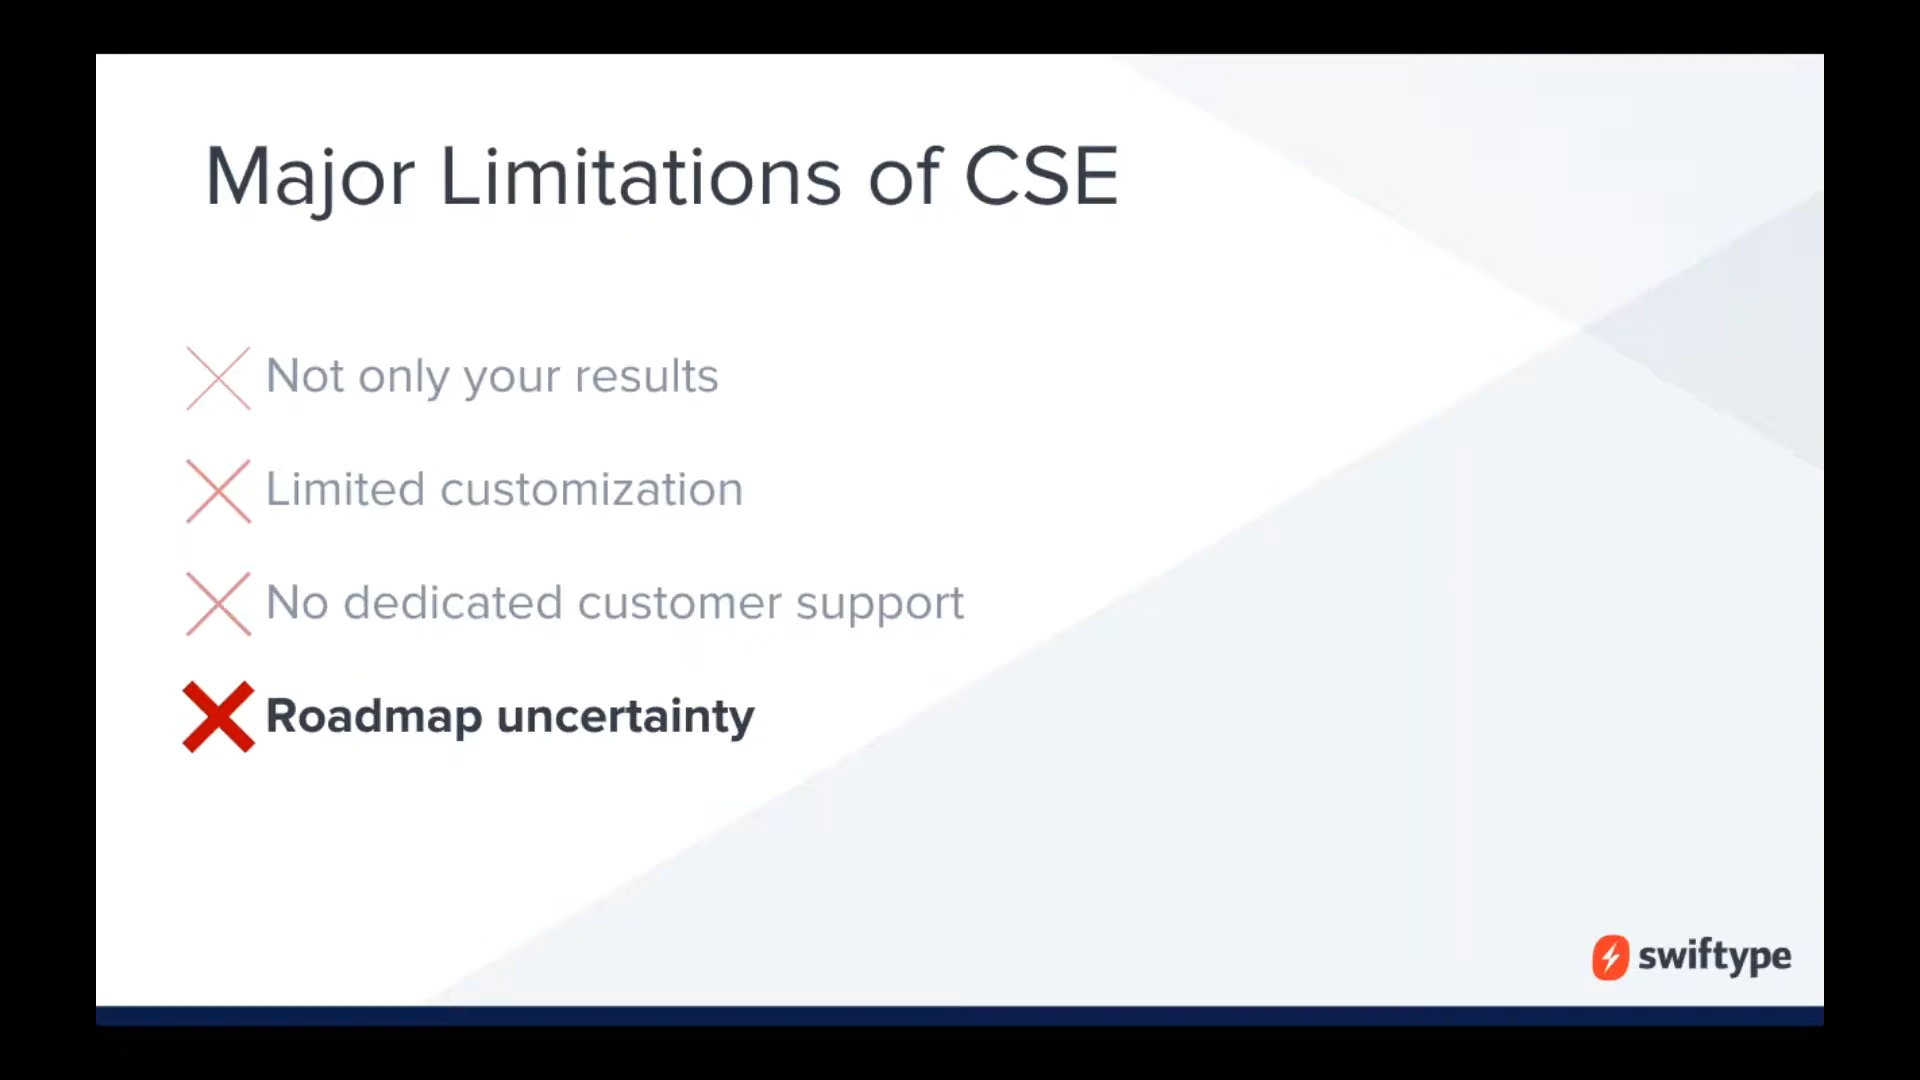 Major Limitations of CSE
Not only your results
Limited customization
No dedicated customer support
Roadmap uncertainty
swiftype